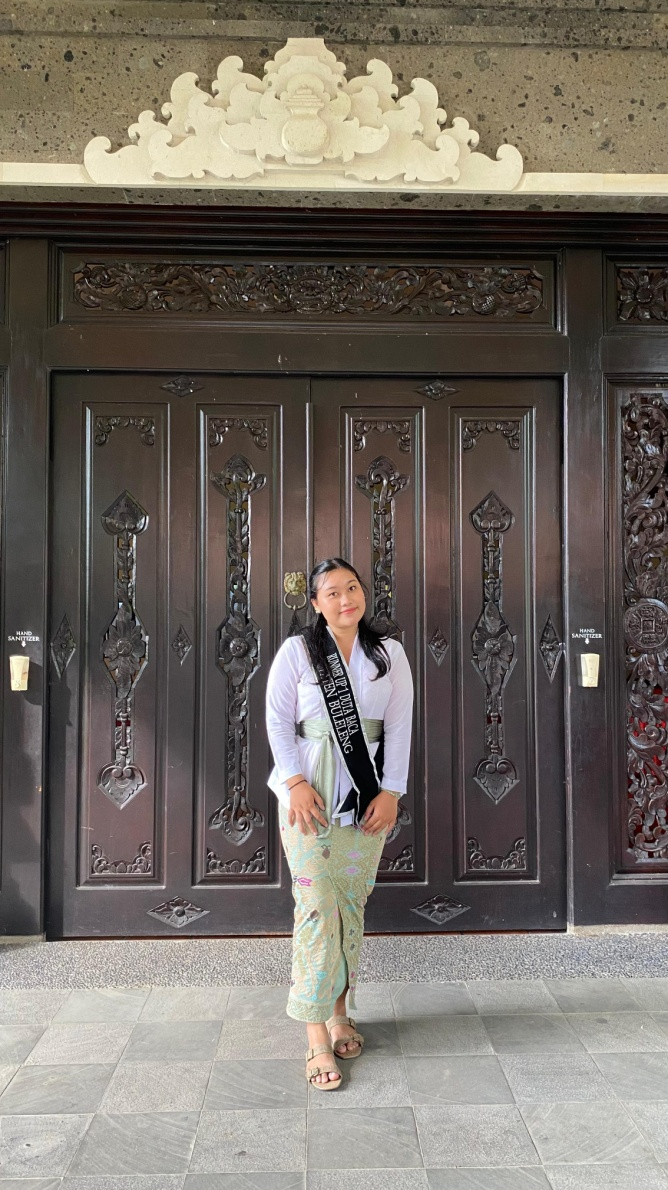 HAND
SANITIZER
HAND
SANITIZER
RUNNER UP 1 DUTA BACA
BULELENG